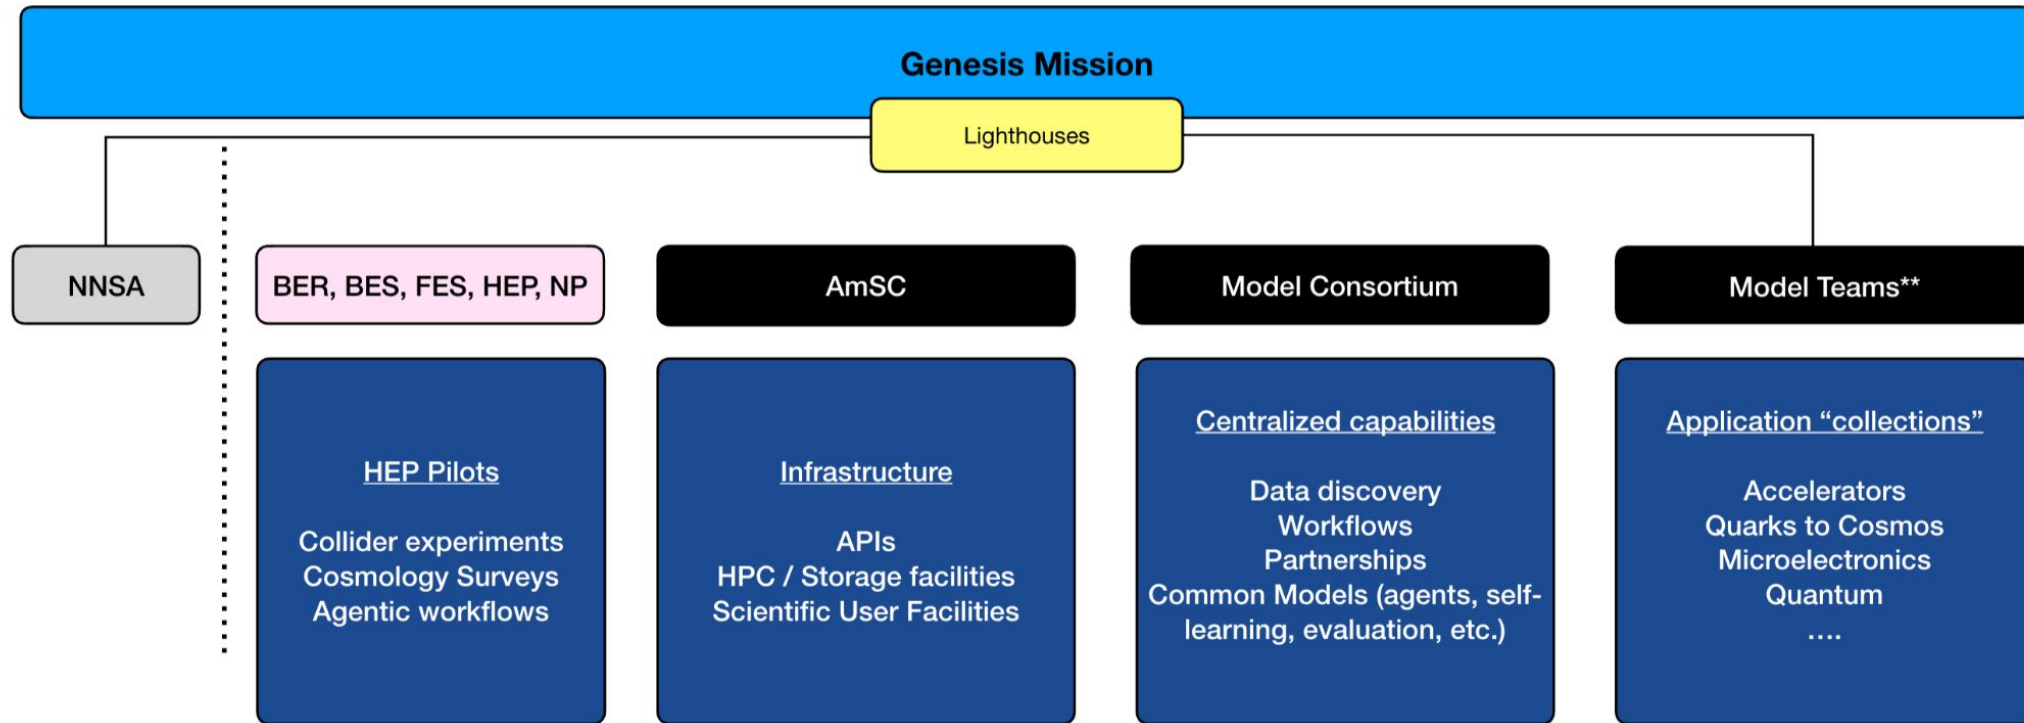 Genesis Mission
Lighthouses
NNSA
BER, BES, FES, HEP, NP
AmSC
Model Consortium
Model Teams**
HEP Pilots
Collider experiments
Cosmology Surveys
Agentic workflows
Infrastructure
APIs
HPC / Storage facilities
Scientific User Facilities
Centralized capabilities
Data discovery
Workflows
Partnerships
Common Models (agents, self-
learning, evaluation, etc.)
Application “collections”
Accelerators
Quarks to Cosmos
Microelectronics
Quantum
....